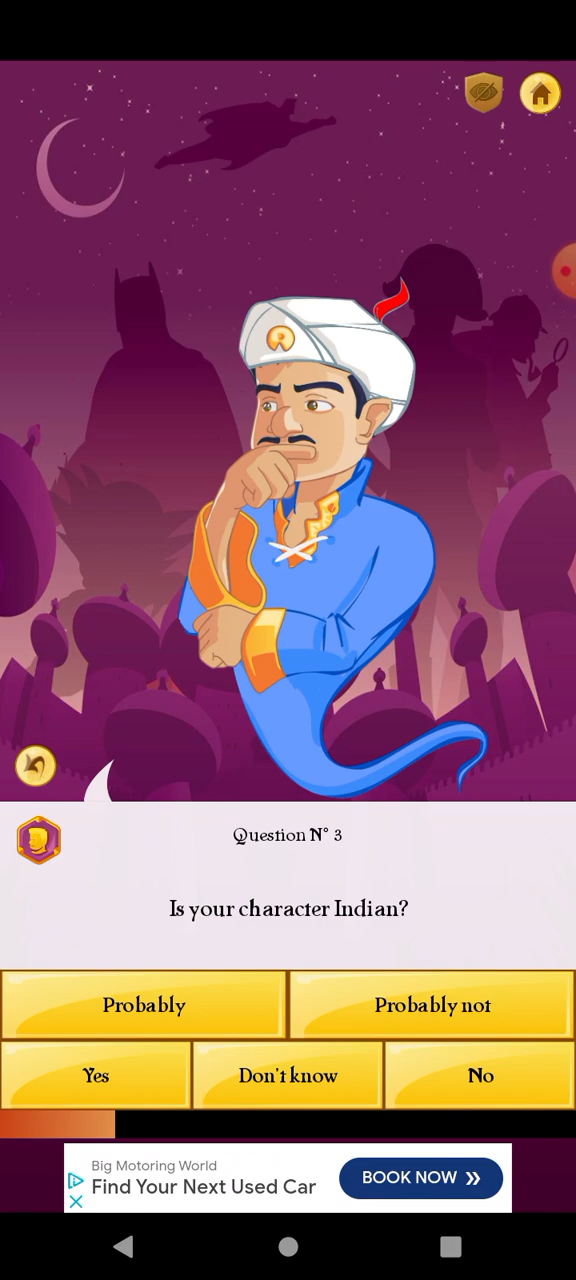 Question N° 3
Is your character Indian?
Probably
Probably not
Yes
Don't know
No
Big Motoring World
Find Your Next Used Car
BOOK NOW »